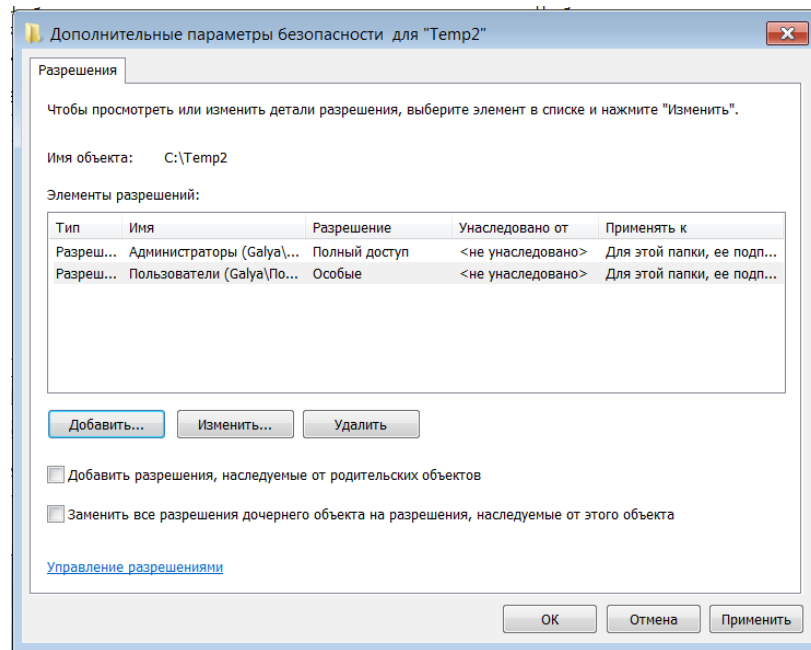 Дополнительные параметры безопасности для "Temp2"
Разрешения
Чтобы просмотреть или изменить детали разрешения, выберите элемент в списке и нажмите "Изменить".
Имя объекта: C:\Temp2
Элементы разрешений:
Тип Имя Разрешение Унаследовано от Применять к
Разреш... Администраторы (Galya\... Полный доступ <не унаследовано> Для этой папки, ее подп...
Разреш... Пользователи (Galya\По... Особые <не унаследовано> Для этой папки, ее подп...
Добавить... Изменить... Удалить
Добавить разрешения, наследуемые от родительских объектов
Заменить все разрешения дочернего объекта на разрешения, наследуемые от этого объекта
Управление разрешениями
ОК Отмена Применить